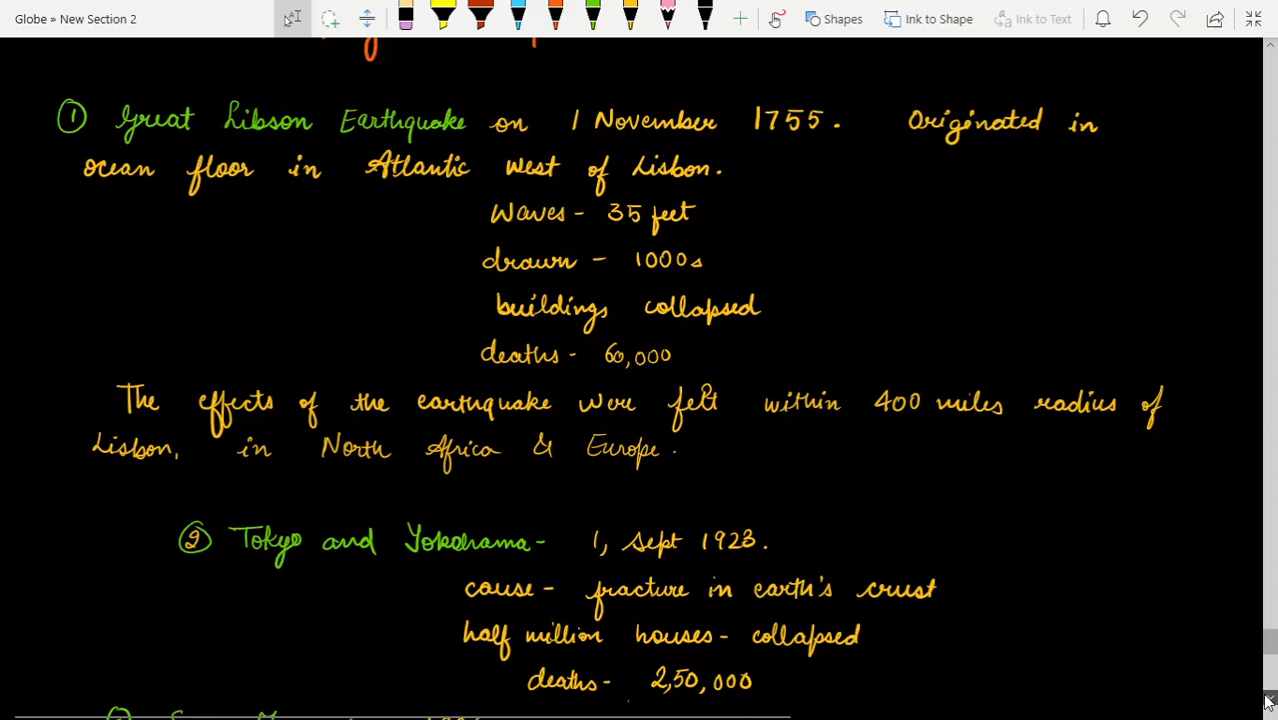 Globe » New Section 2
Shapes Ink to Shape Ink to Text
① Great Libson Earthquake on 1 November 1755. Originated in
ocean floor in Atlantic west of Lisbon.
Waves - 35 feet
drawn - 1000s
buildings collapsed
deaths - 60,000
The effects of the earthquake were felt within 400 miles radius of
Lisbon, in North Africa & Europe.
② Tokyo and Yokohama - 1, Sept 1923.
cause - fracture in earth's crust
half million houses - collapsed
deaths - 2,50,000